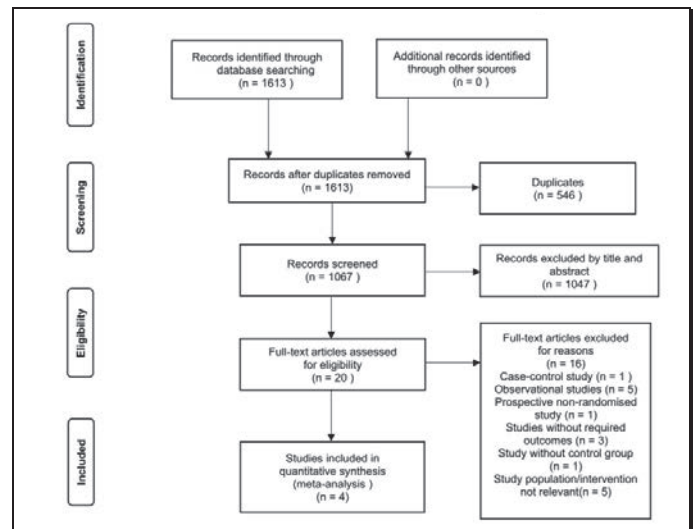 Identification
Records identified through
database searching
(n = 1613 )
Additional records identified
through other sources
(n = 0 )
Screening
Records after duplicates removed
(n = 1613)
Duplicates
(n = 546 )
Records screened
(n = 1067 )
Records excluded by title and
abstract
(n = 1047 )
Eligibility
Full-text articles assessed
for eligibility
(n = 20 )
Full-text articles excluded
for reasons
(n = 16)
Case-control study (n = 1 )
Observational studies (n = 5)
Prospective non-randomised
study (n = 1)
Studies without required
outcomes (n = 3)
Study without control group
(n = 1)
Study population/intervention
not relevant(n = 5)
Included
Studies included in
quantitative synthesis
(meta-analysis )
(n = 4)